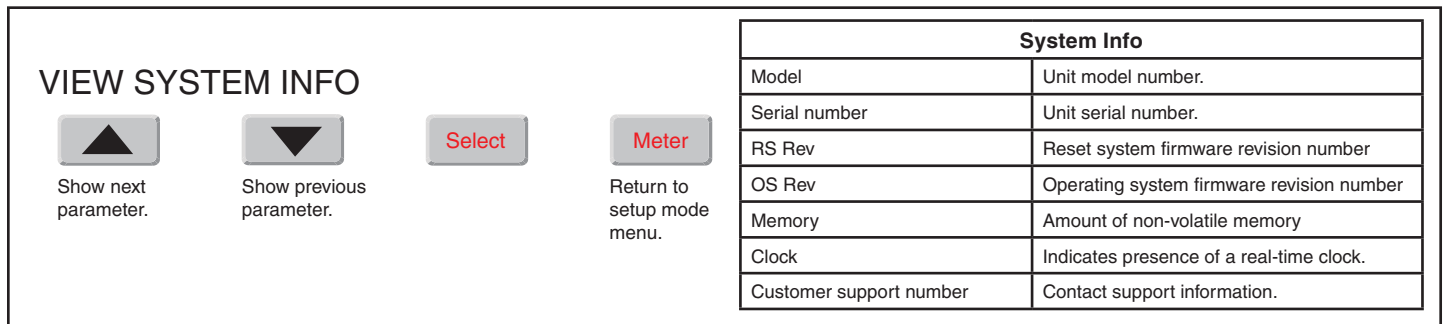 VIEW SYSTEM INFO
Select
Meter
Show next
parameter.
Show previous
parameter.
Return to
setup mode
menu.
System Info
Model Unit model number.
Serial number Unit serial number.
RS Rev Reset system firmware revision number
OS Rev Operating system firmware revision number
Memory Amount of non-volatile memory
Clock Indicates presence of a real-time clock.
Customer support number Contact support information.